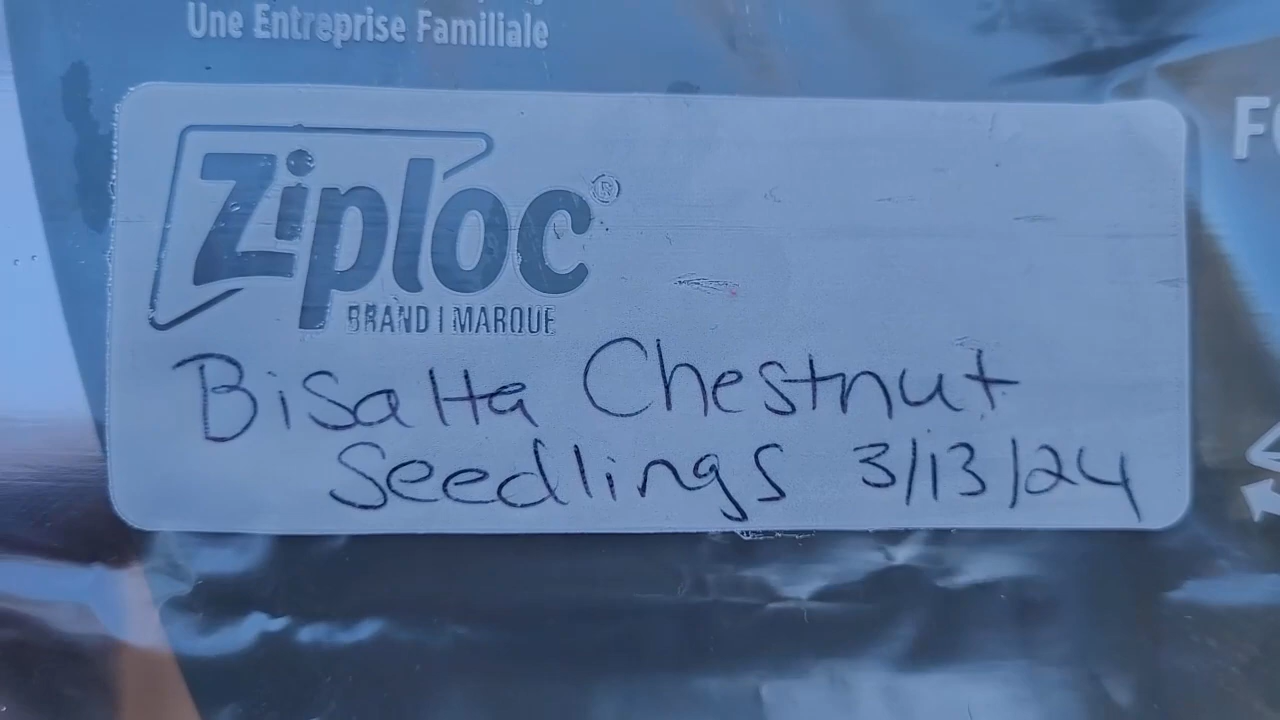 Une Entreprise Familiale
Ziploc®
BRAND | MARQUE
Bisalta Chestnut
Seedlings 3/13/24